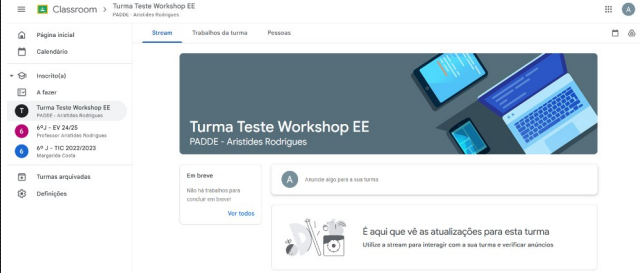 Classroom > Turma Teste Workshop EE
PADDE - Aristides Rodrigues
A
Página inicial
Calendário
Inscrito(a)
A fazer
T Turma Teste Workshop EE
PADDE - Aristides Rodrigues
6 6ºJ - EV 24/25
Professor Aristides Rodrigues
6 6º J - TIC 2022/2023
Margarida Costa
Turmas arquivadas
Definições
Stream Trabalhos da turma Pessoas
Turma Teste Workshop EE
PADDE - Aristides Rodrigues
Em breve
Não há trabalhos para
concluir em breve!
Ver todos
A Anuncie algo para a sua turma
É aqui que vê as atualizações para esta turma
Utilize a stream para interagir com a sua turma e verificar anúncios